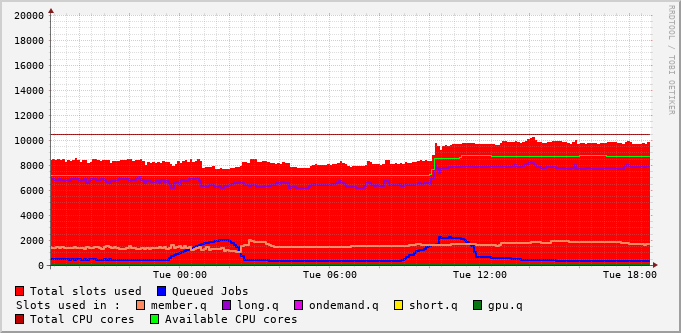 20000
18000
16000
14000
12000
10000
8000
6000
4000
2000
0
Tue 00:00 Tue 06:00 Tue 12:00 Tue 18:00
Total slots used Queued Jobs
Slots used in : member.q long.q ondemand.q short.q gpu.q
Total CPU cores Available CPU cores
RRDTOOL / TOBI OETIKER